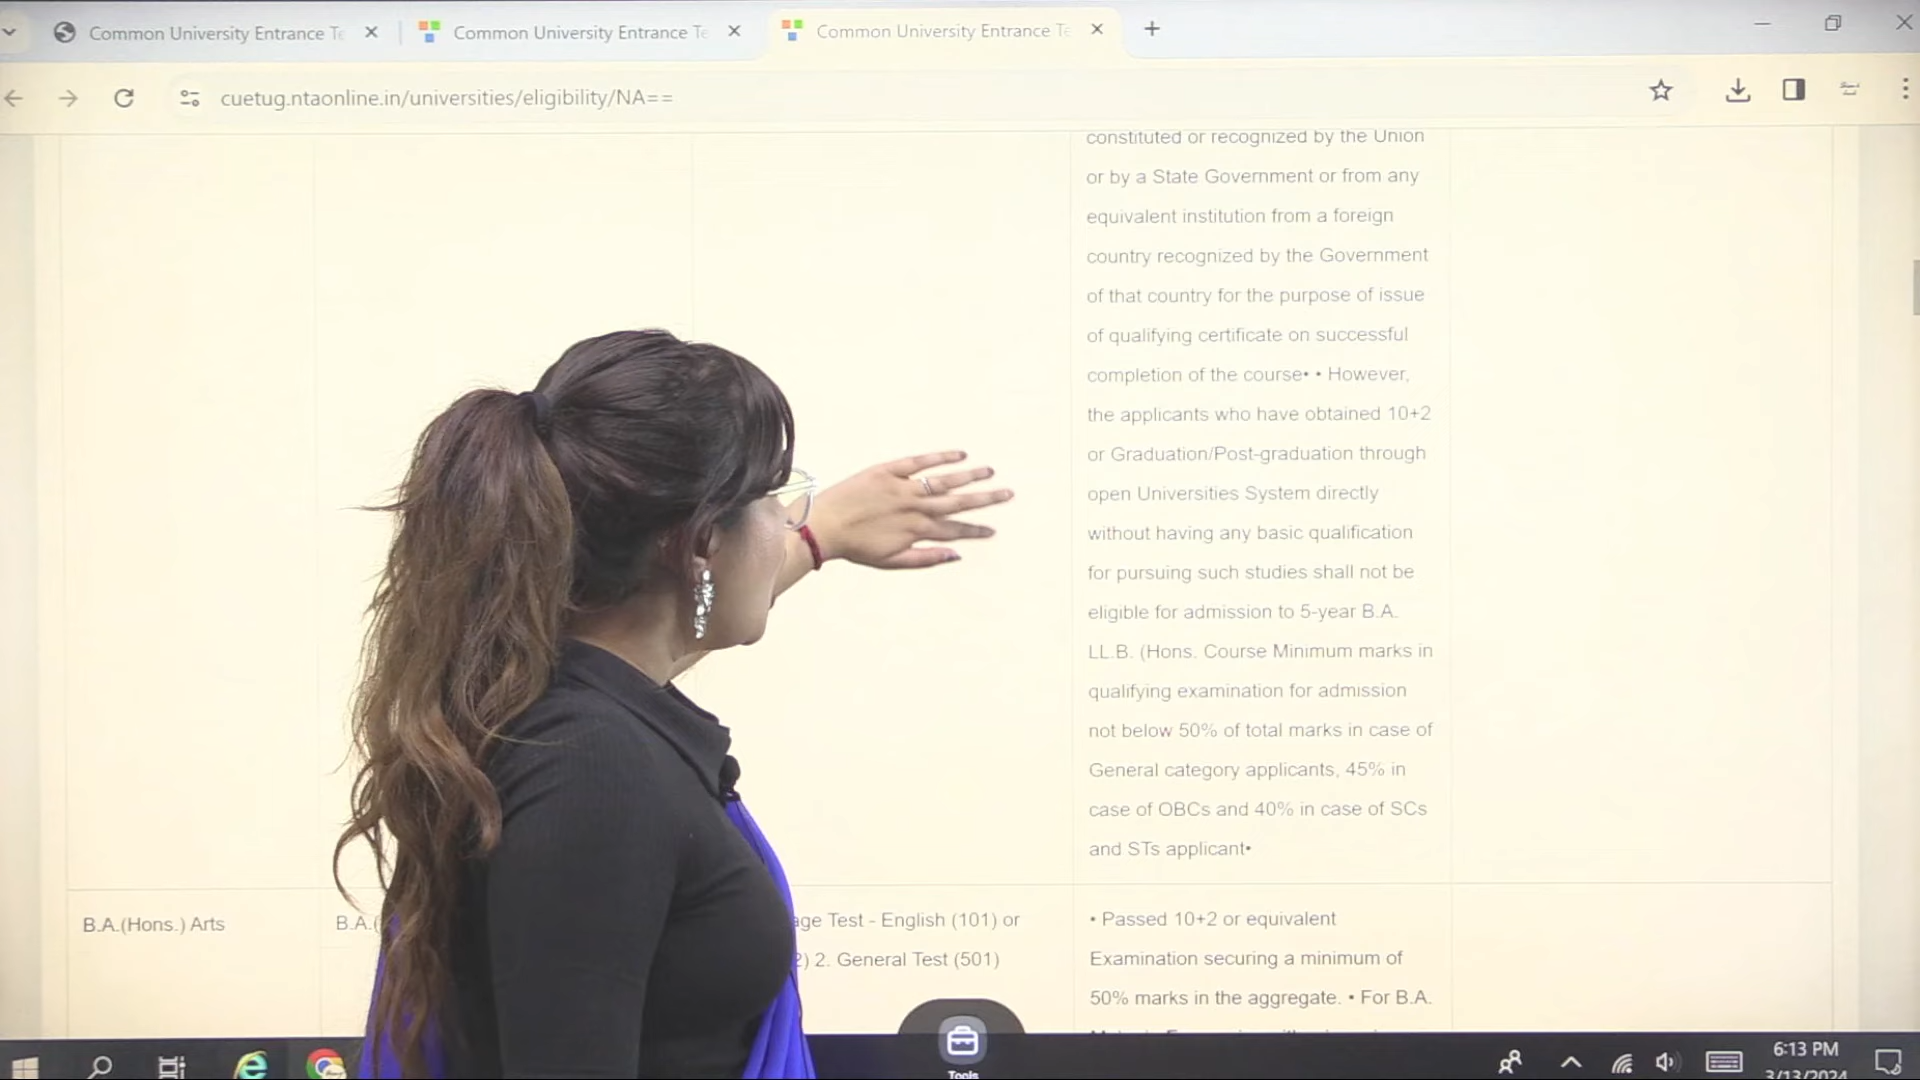 Common University Entrance Te
Common University Entrance Te
Common University Entrance Te
cuetug.ntaonline.in/universities/eligibility/NA==
constituted or recognized by the Union
or by a State Government or from any
equivalent institution from a foreign
country recognized by the Government
of that country for the purpose of issue
of qualifying certificate on successful
completion of the course• • However,
the applicants who have obtained 10+2
or Graduation/Post-graduation through
open Universities System directly
without having any basic qualification
for pursuing such studies shall not be
eligible for admission to 5-year B.A.
LL.B. (Hons. Course Minimum marks in
qualifying examination for admission
not below 50% of total marks in case of
General category applicants, 45% in
case of OBCs and 40% in case of SCs
and STs applicant•
B.A.(Hons.) Arts
B.A.(
age Test - English (101) or
2) 2. General Test (501)
• Passed 10+2 or equivalent
Examination securing a minimum of
50% marks in the aggregate. • For B.A.
Tools
6:13 PM
3/13/2024